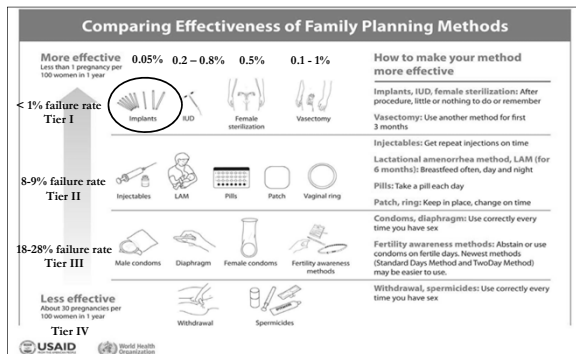 Comparing Effectiveness of Family Planning Methods
More effective
Less than 1 pregnancy per
100 women in 1 year
0.05% 0.2 – 0.8% 0.5% 0.1 - 1%
< 1% failure rate
Tier I
Implants IUD Female
sterilization Vasectomy
How to make your method
more effective
Implants, IUD, female sterilization: After
procedure, little or nothing to do or remember
Vasectomy: Use another method for first
3 months
8-9% failure rate
Tier II
Injectables LAM Pills Patch Vaginal ring
Injectables: Get repeat injections on time
Lactational amenorrhea method, LAM (for
6 months): Breastfeed often, day and night
Pills: Take a pill each day
Patch, ring: Keep in place, change on time
18-28% failure rate
Tier III
Male condoms Diaphragm Female condoms Fertility awareness
methods
Condoms, diaphragm: Use correctly every
time you have sex
Fertility awareness methods: Abstain or use
condoms on fertile days. Newest methods
(Standard Days Method and TwoDay Method)
may be easier to use.
Less effective
About 30 pregnancies per
100 women in 1 year
Tier IV
Withdrawal Spermicides
Withdrawal, spermicides: Use correctly every
time you have sex
USAID
World Health
Organization